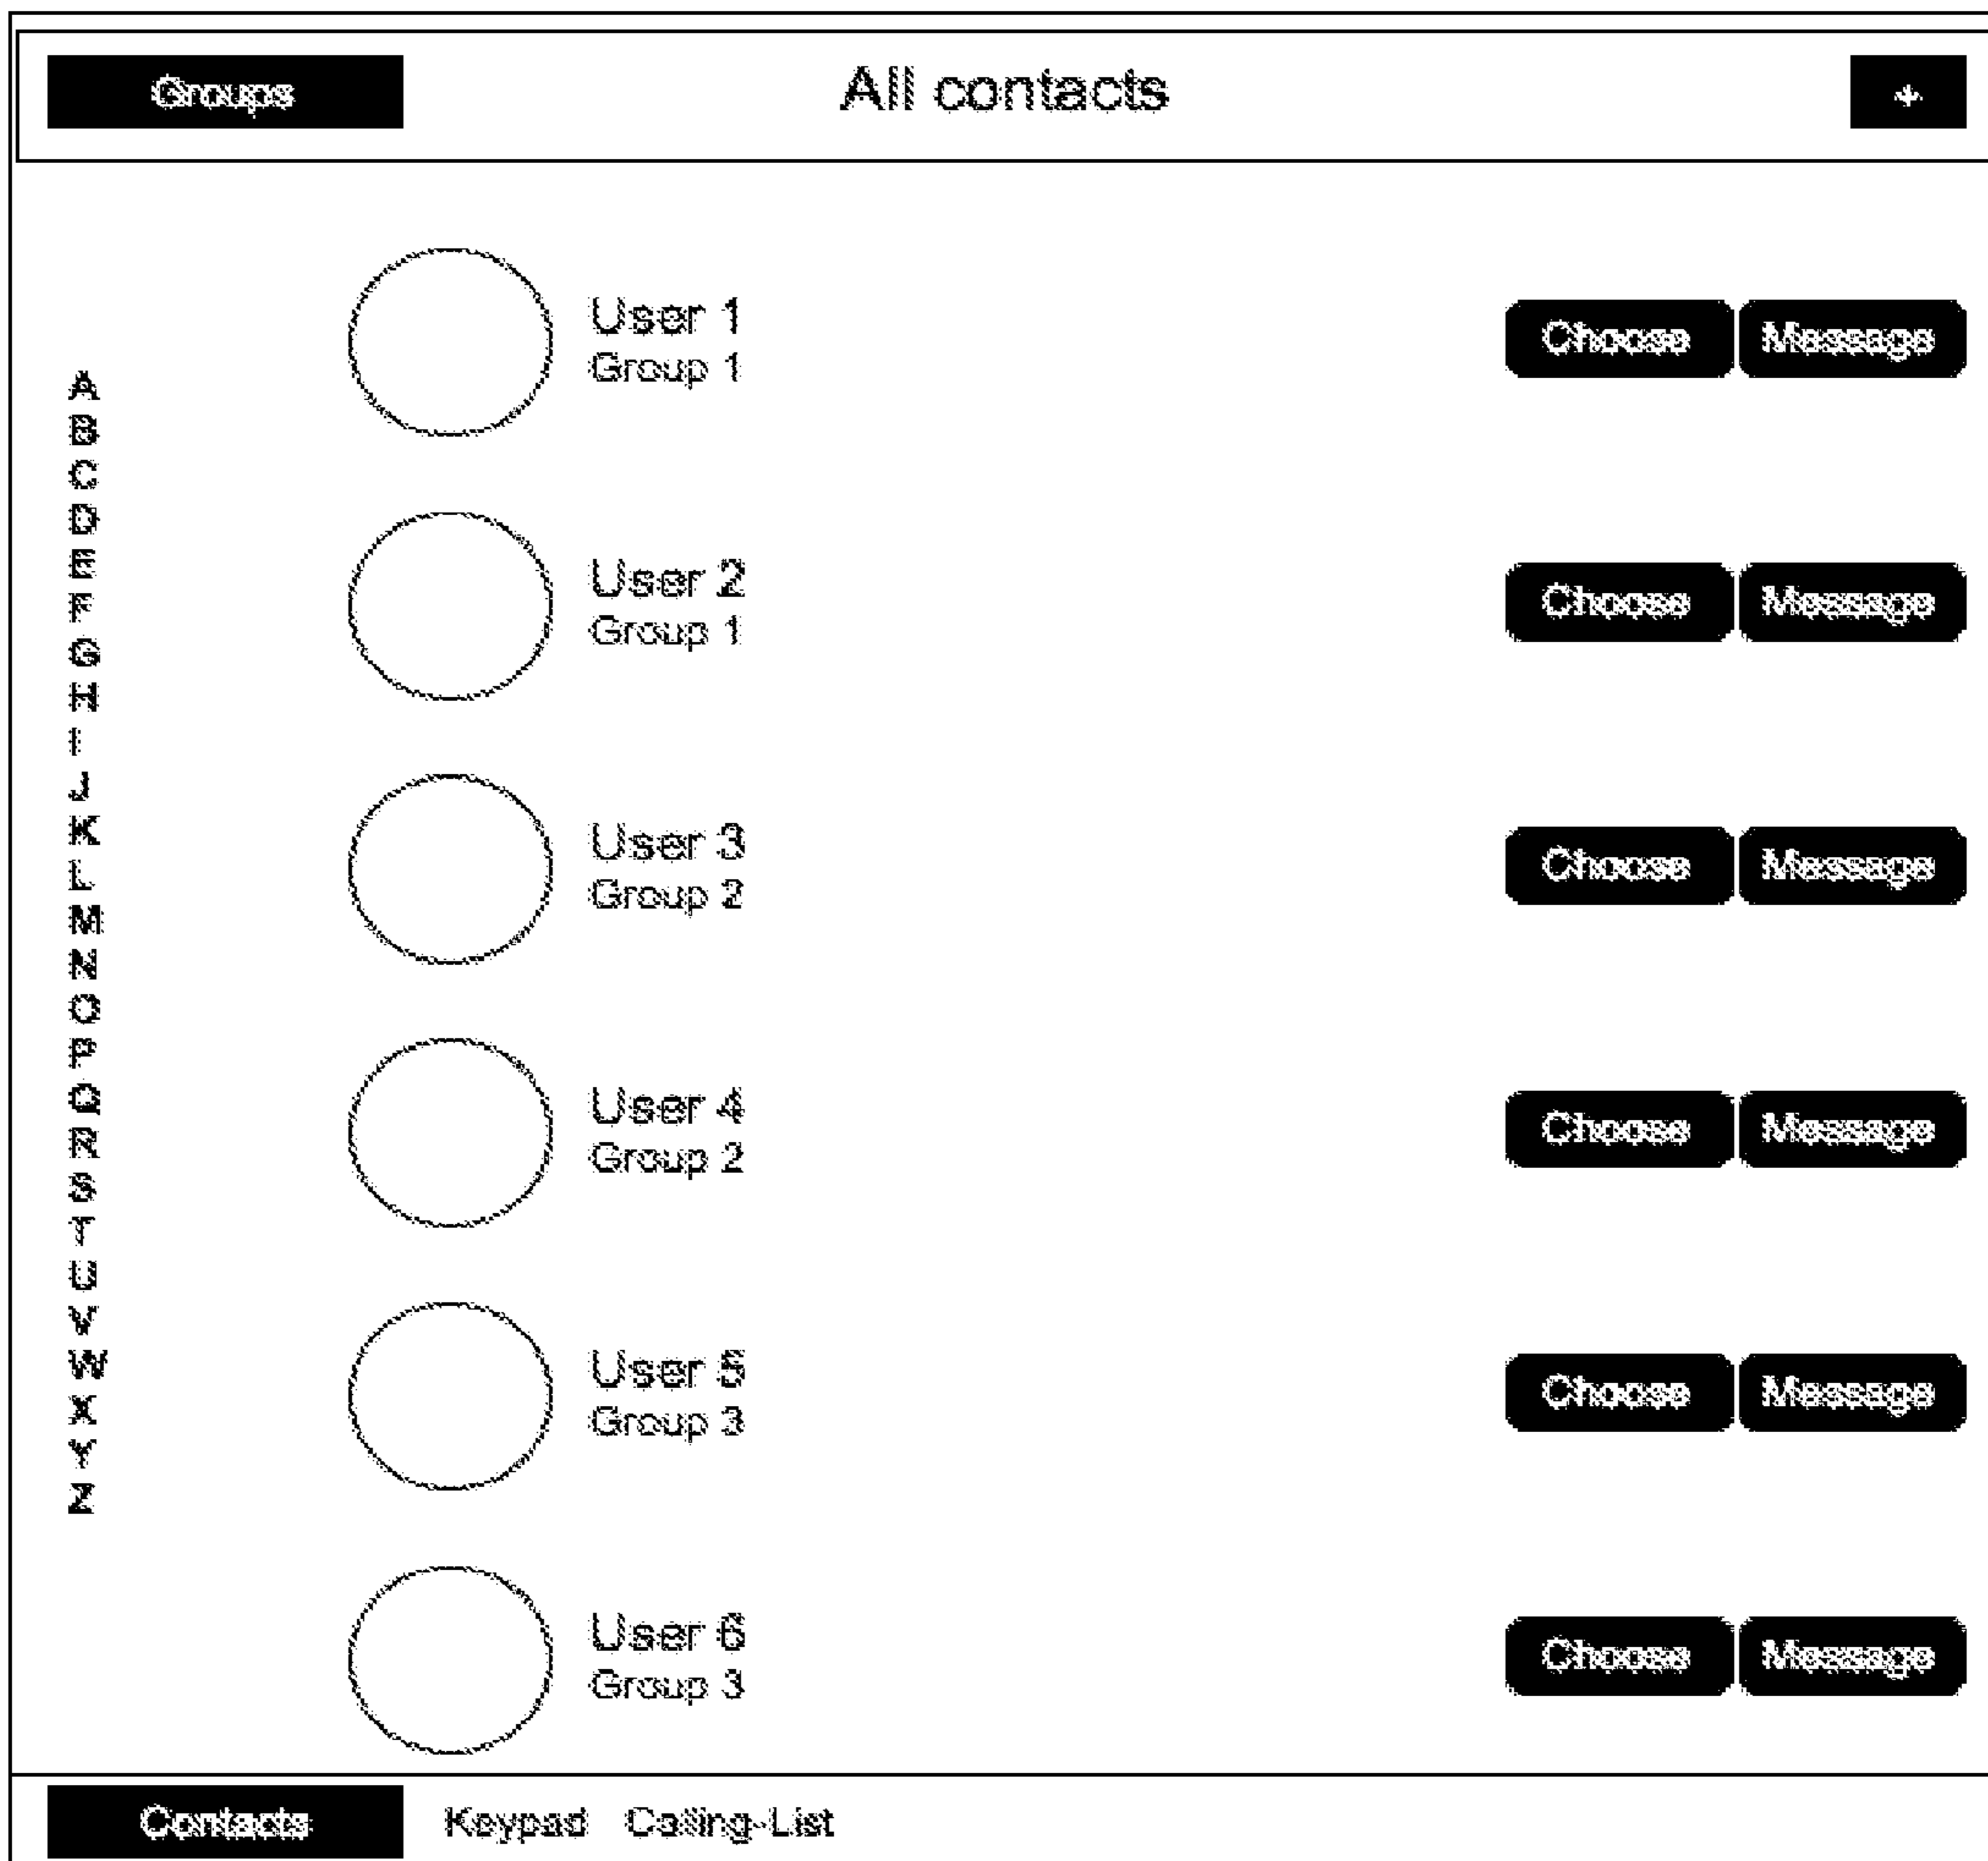 Groups All contacts +
A
B
C
D
E
F
G
H
I
J
K
L
M
N
O
P
Q
R
S
T
U
V
W
X
Y
Z
User 1
Group 1
Choose Message
User 2
Group 1
Choose Message
User 3
Group 2
Choose Message
User 4
Group 2
Choose Message
User 5
Group 3
Choose Message
User 6
Group 3
Choose Message
Contacts Keypad Calling-List